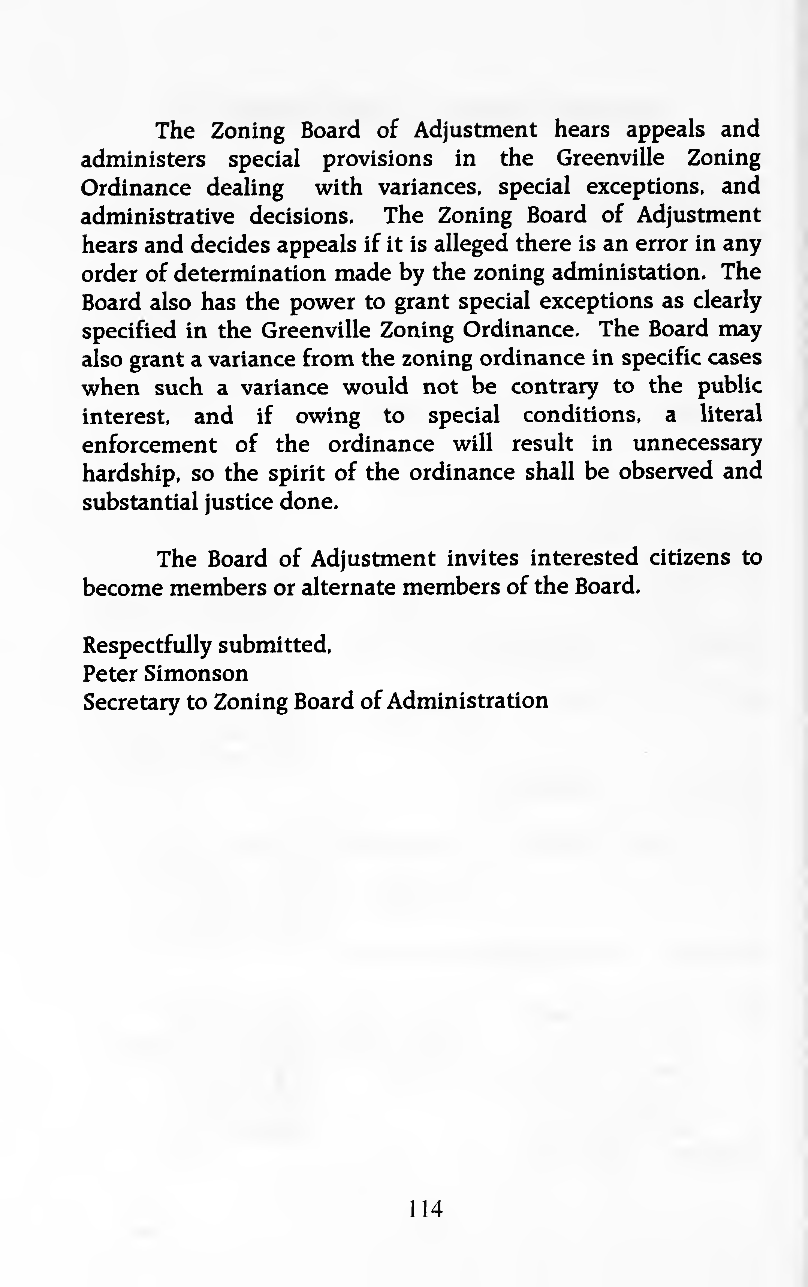 The Zoning Board of Adjustment hears appeals and
administers special provisions in the Greenville Zoning
Ordinance dealing with variances, special exceptions, and
administrative decisions. The Zoning Board of Adjustment
hears and decides appeals if it is alleged there is an error in any
order of determination made by the zoning administation. The
Board also has the power to grant special exceptions as clearly
specified in the Greenville Zoning Ordinance. The Board may
also grant a variance from the zoning ordinance in specific cases
when such a variance would not be contrary to the public
interest, and if owing to special conditions, a literal
enforcement of the ordinance will result in unnecessary
hardship, so the spirit of the ordinance shall be observed and
substantial justice done.
The Board of Adjustment invites interested citizens to
become members or alternate members of the Board.
Respectfully submitted,
Peter Simonson
Secretary to Zoning Board of Administration
114